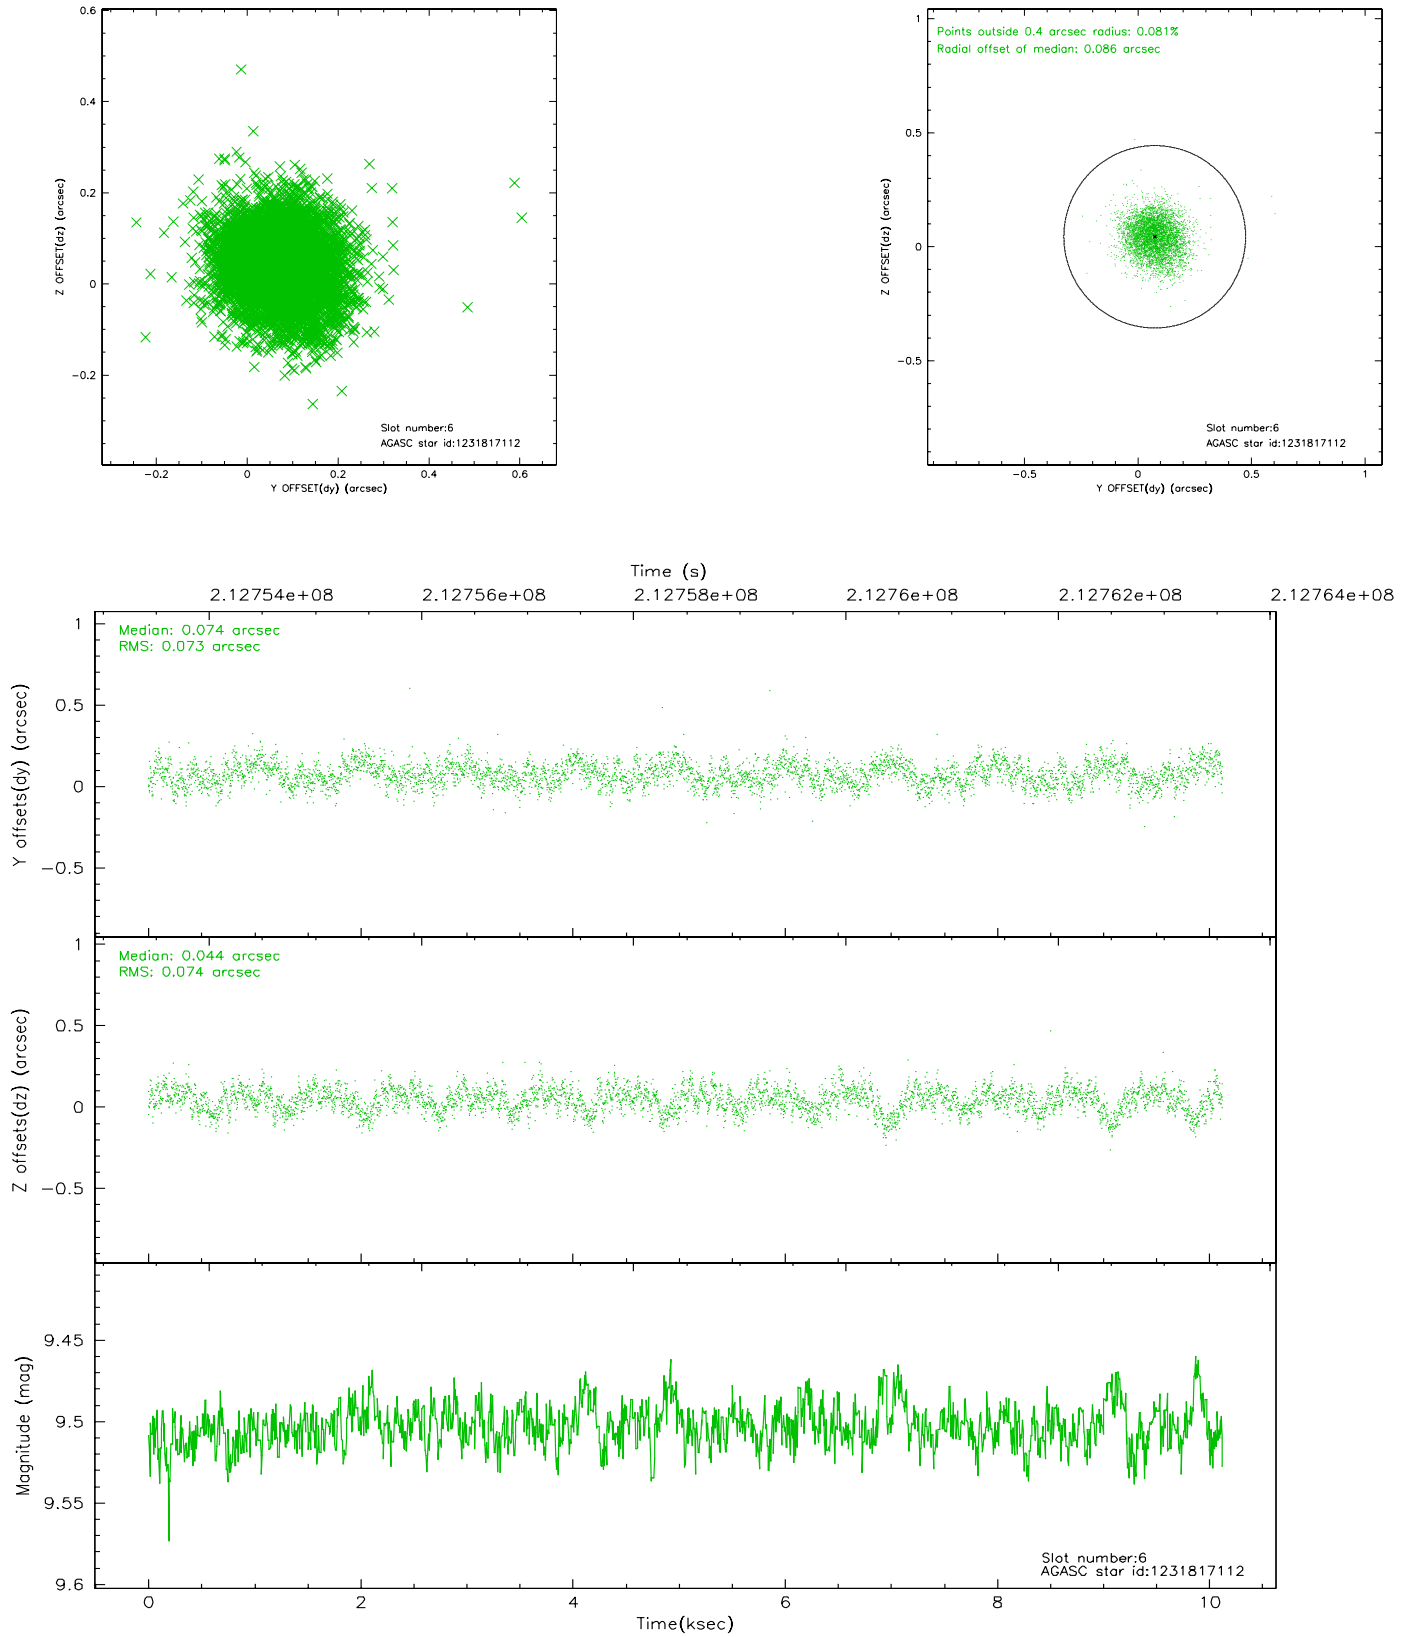 0.6
0.4
0.2
0
−0.2
Z OFFSET(dz) (arcsec)
−0.2 0 0.2 0.4 0.6
Y OFFSET(dy) (arcsec)
Slot number:6
AGASC star id:1231817112
Points outside 0.4 arcsec radius: 0.081%
Radial offset of median: 0.086 arcsec
1
0.5
0
−0.5
Z OFFSET(dz) (arcsec)
−0.5 0 0.5 1
Y OFFSET(dy) (arcsec)
Slot number:6
AGASC star id:1231817112
Time (s)
2.12754e+08 2.12756e+08 2.12758e+08 2.1276e+08 2.12762e+08 2.12764e+08
Median: 0.074 arcsec
RMS: 0.073 arcsec
1
0.5
0
−0.5
Y offsets(dy) (arcsec)
Median: 0.044 arcsec
RMS: 0.074 arcsec
1
0.5
0
−0.5
Z offsets(dz) (arcsec)
9.45
9.5
9.55
9.6
Magnitude (mag)
Slot number:6
AGASC star id:1231817112
0 2 4 6 8 10
Time(ksec)